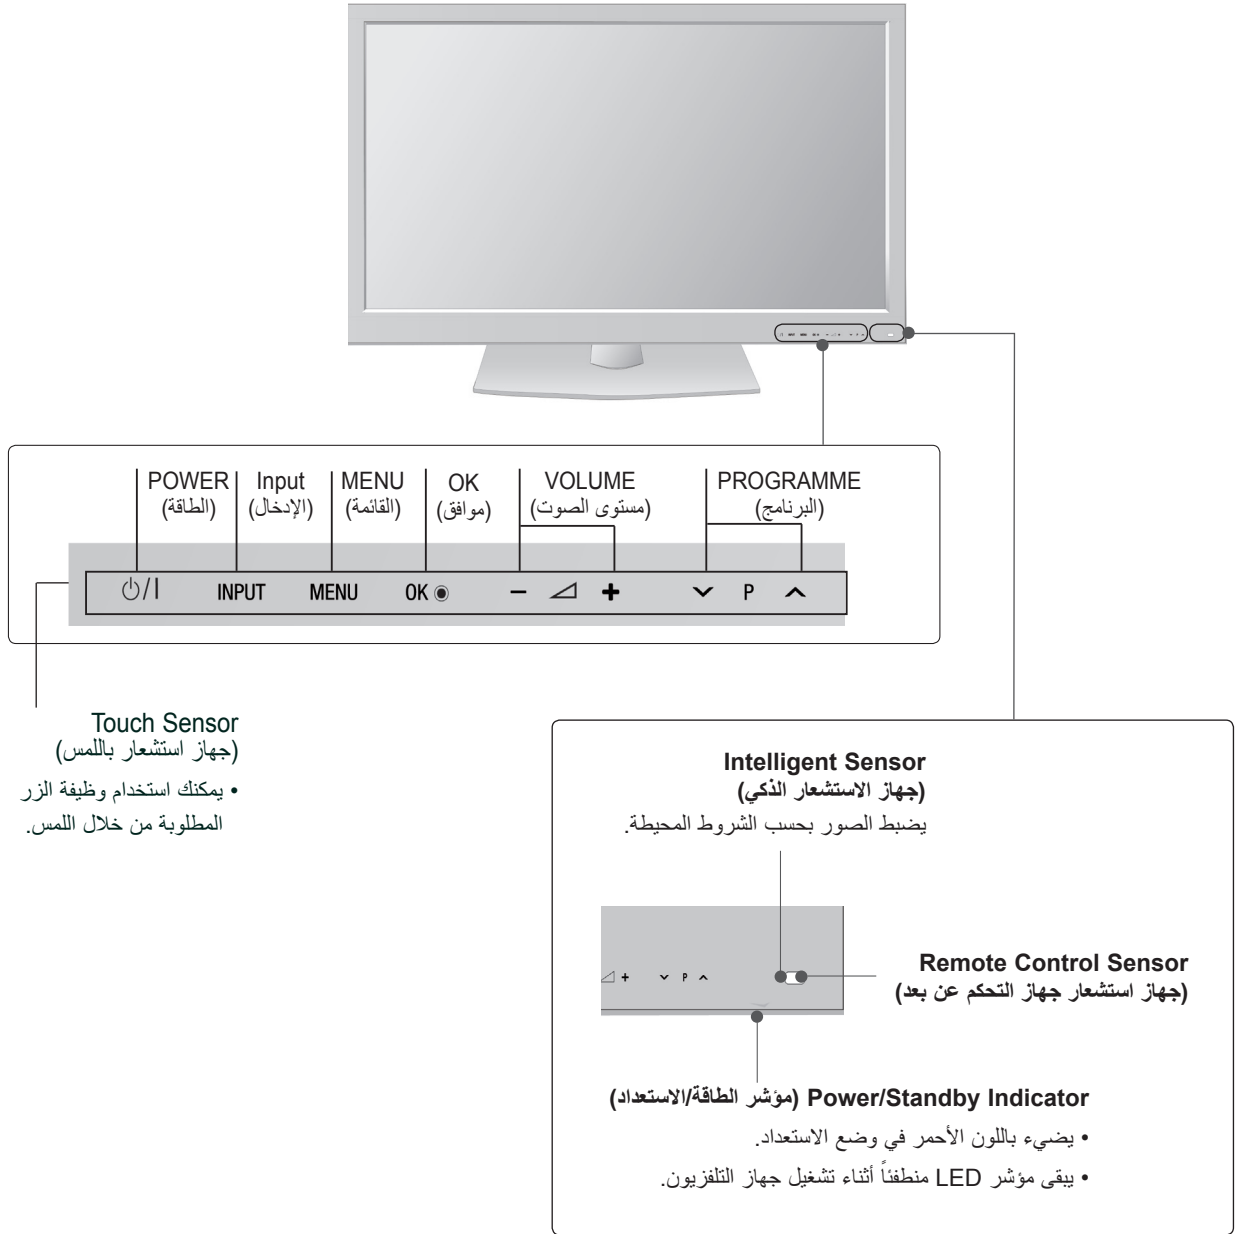 POWER
(الطاقة)
Input
(الإدخال)
MENU
(القائمة)
OK
(موافق)
VOLUME
(مستوى الصوت)
PROGRAMME
(البرنامج)
/I INPUT MENU OK - + P
Touch Sensor
(جهاز استشعار باللمس)
• يمكنك استخدام وظيفة الزر
المطلوبة من خلال اللمس.
Intelligent Sensor
(جهاز الاستشعار الذكي)
يضبط الصور بحسب الشروط المحيطة.
+ P
Remote Control Sensor
(جهاز استشعار جهاز التحكم عن بعد)
Power/Standby Indicator (مؤشر الطاقة/الاستعداد)
• يضيء باللون الأحمر في وضع الاستعداد.
• يبقى مؤشر LED منطفئاً أثناء تشغيل جهاز التلفزيون.